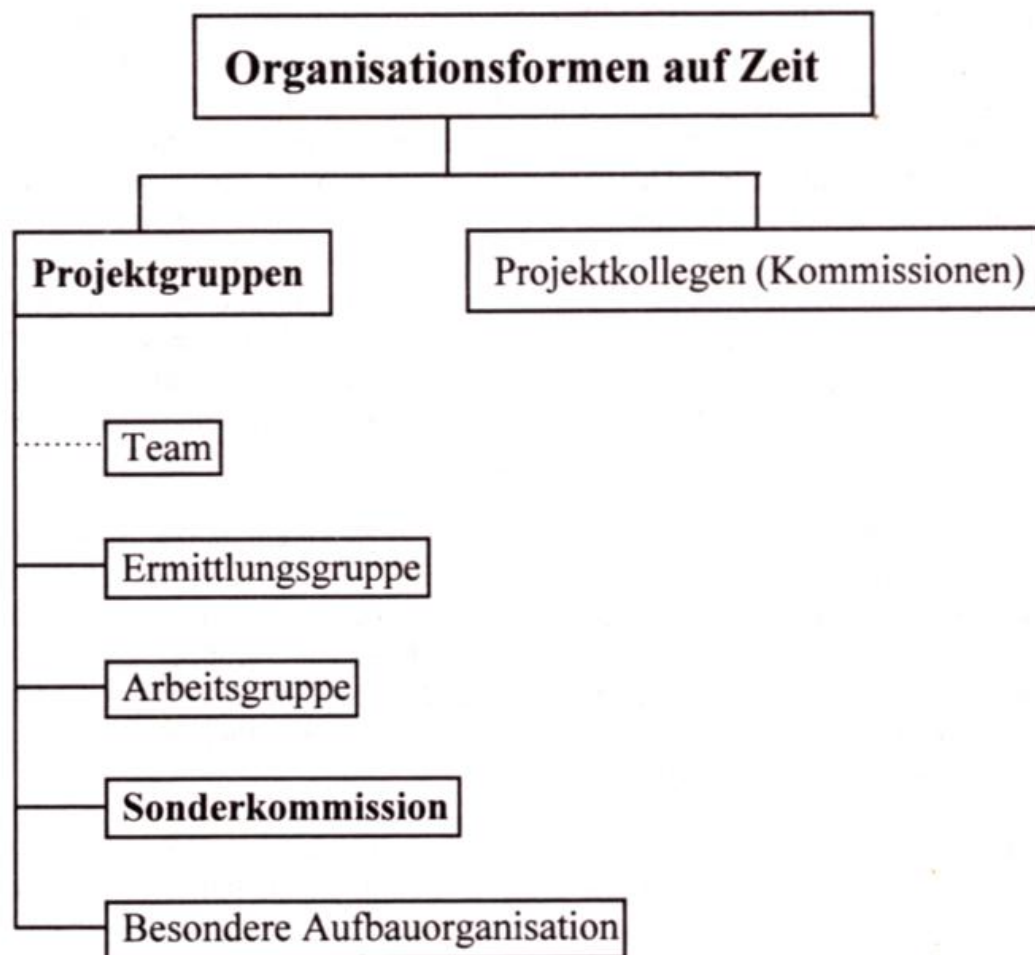 Organisationsformen auf Zeit
Projektgruppen
Projektkollegen (Kommissionen)
Team
Ermittlungsgruppe
Arbeitsgruppe
Sonderkommission
Besondere Aufbauorganisation